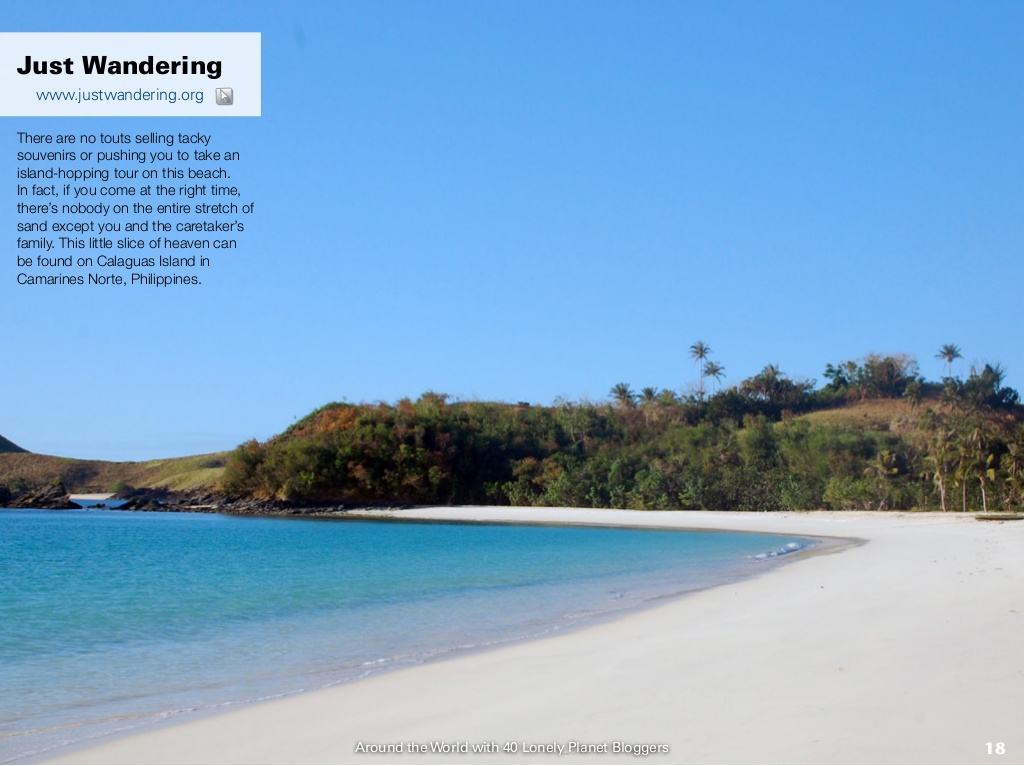 Just Wandering
www.justwandering.org
There are no touts selling tacky
souvenirs or pushing you to take an
island-hopping tour on this beach.
In fact, if you come at the right time,
there's nobody on the entire stretch of
sand except you and the caretaker's
family. This little slice of heaven can
be found on Calaguas Island in
Camarines Norte, Philippines.
Around the World with 40 Lonely Planet Bloggers
18